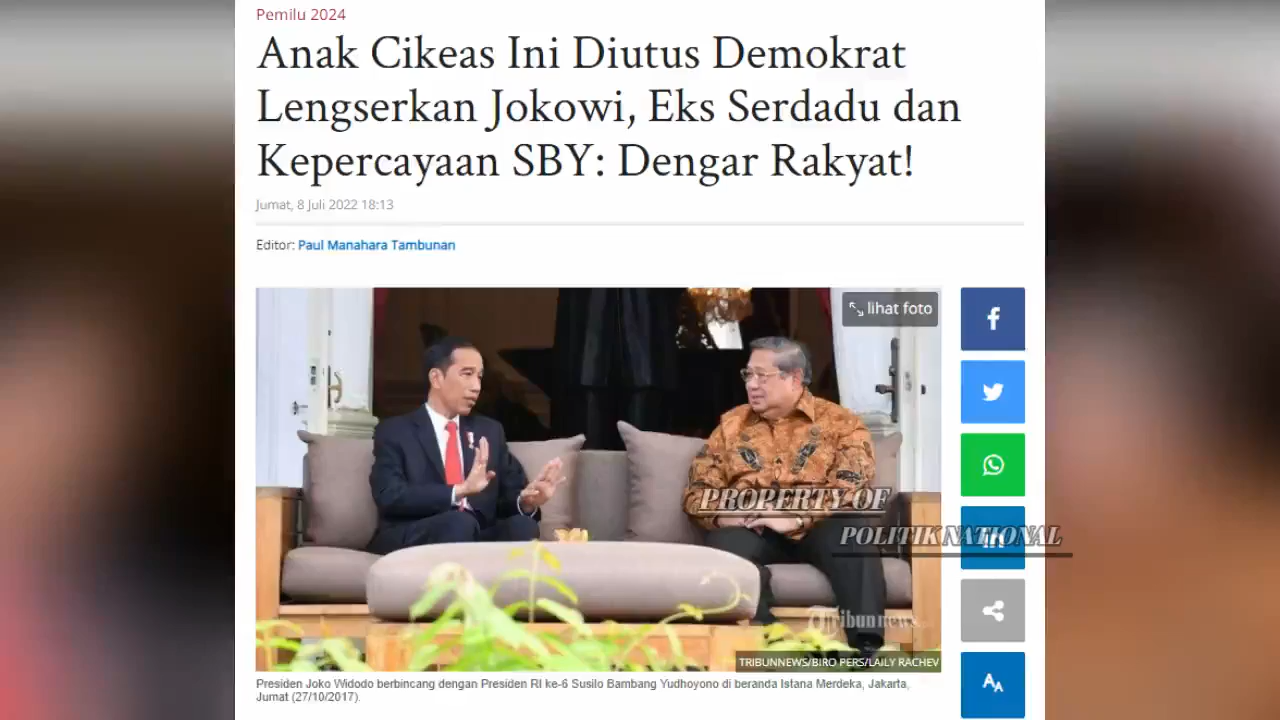 Pemilu 2024
Anak Cikeas Ini Diutus Demokrat
Lengserkan Jokowi, Eks Serdadu dan
Kepercayaan SBY: Dengar Rakyat!
Jumat, 8 Juli 2022 18:13
Editor: Paul Manahara Tambunan
lihat foto
PROPERTY OF
POLITIK NATIONAL
in
Tribunnews
TRIBUNNEWS/BIRO PERS/LAILY RACHEV
Presiden Joko Widodo berbincang dengan Presiden RI ke-6 Susilo Bambang Yudhoyono di beranda Istana Merdeka, Jakarta,
Jumat (27/10/2017).
AA